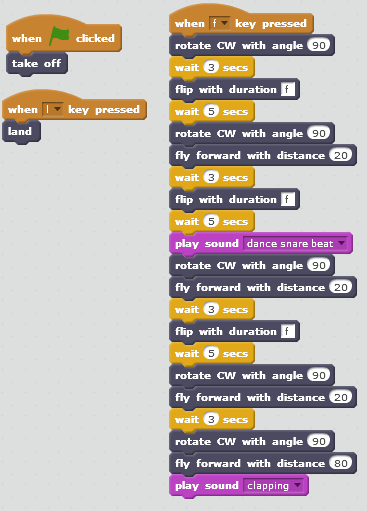 when clicked
take off
when l key pressed
land
when f key pressed
rotate CW with angle 90
wait 3 secs
flip with duration f
wait 5 secs
rotate CW with angle 90
fly forward with distance 20
wait 3 secs
flip with duration f
wait 5 secs
play sound dance snare beat
rotate CW with angle 90
fly forward with distance 20
wait 3 secs
flip with duration f
wait 5 secs
rotate CW with angle 90
fly forward with distance 20
wait 3 secs
rotate CW with angle 90
fly forward with distance 80
play sound clapping